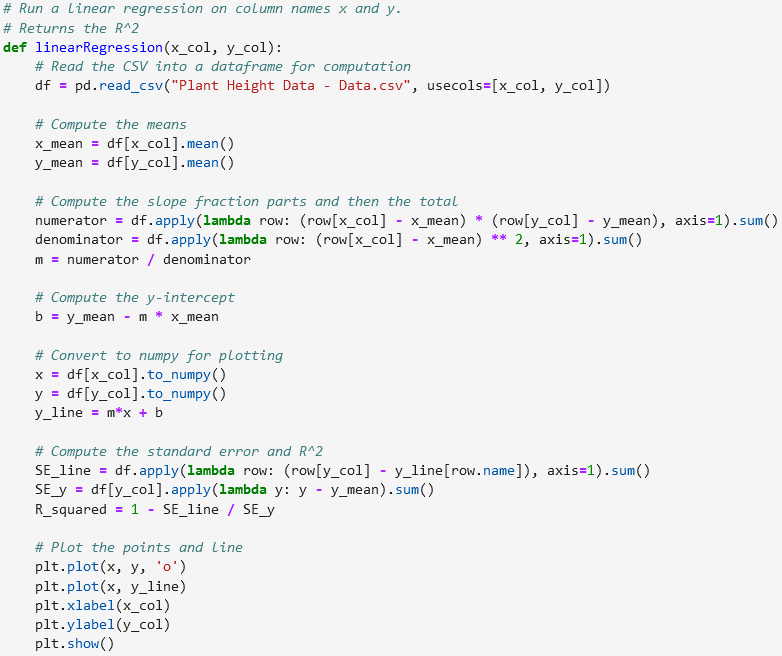 # Run a linear regression on column names x and y.
# Returns the R^2
def linearRegression(x_col, y_col):
    # Read the CSV into a dataframe for computation
    df = pd.read_csv("Plant Height Data - Data.csv", usecols=[x_col, y_col])

    # Compute the means
    x_mean = df[x_col].mean()
    y_mean = df[y_col].mean()

    # Compute the slope fraction parts and then the total
    numerator = df.apply(lambda row: (row[x_col] - x_mean) * (row[y_col] - y_mean), axis=1).sum()
    denominator = df.apply(lambda row: (row[x_col] - x_mean) ** 2, axis=1).sum()
    m = numerator / denominator

    # Compute the y-intercept
    b = y_mean - m * x_mean

    # Convert to numpy for plotting
    x = df[x_col].to_numpy()
    y = df[y_col].to_numpy()
    y_line = m*x + b

    # Compute the standard error and R^2
    SE_line = df.apply(lambda row: (row[y_col] - y_line[row.name]), axis=1).sum()
    SE_y = df[y_col].apply(lambda y: y - y_mean).sum()
    R_squared = 1 - SE_line / SE_y

    # Plot the points and line
    plt.plot(x, y, 'o')
    plt.plot(x, y_line)
    plt.xlabel(x_col)
    plt.ylabel(y_col)
    plt.show()